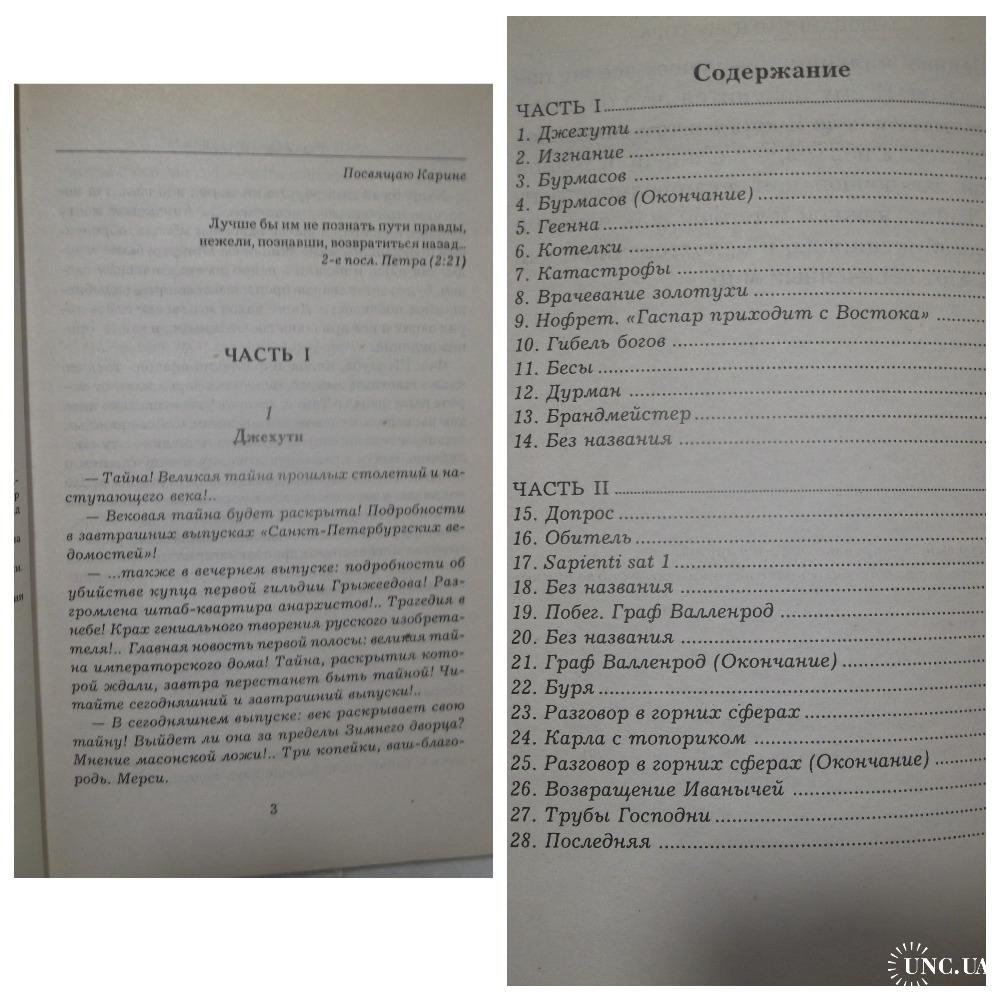 Посвящаю Карине
Лучше бы им не познать пути правды,
нежели, познавши, возвратиться назад...
2-е посл. Петра (2:21)
ЧАСТЬ I
1
Джехути
— Тайна! Великая тайна прошлых столетий и на-
ступающего века!..
— Вековая тайна будет раскрыта! Подробности
в завтрашних выпусках «Санкт-Петербургских ве-
домостей»!
— ...также в вечернем выпуске: подробности об
убийстве купца первой гильдии Грыжеедова! Раз-
громлена штаб-квартира анархистов!.. Трагедия в
небе! Крах гениального творения русского изобрета-
теля!.. Главная новость первой полосы: великая тай-
на императорского дома! Тайна, раскрытия кото-
рой ждали, завтра перестанет быть тайной! Чи-
тайте сегодняшний и завтрашний выпуски!..
— В сегодняшнем выпуске: век раскрывает свою
тайну! Выйдет ли она за пределы Зимнего дворца?
Мнение масонской ложи!.. Три копейки, ваш-благо-
родь. Мерси.
3
Содержание
ЧАСТЬ I
1. Джехути
2. Изгнание
3. Бурмасов
4. Бурмасов (Окончание)
5. Геенна
6. Котелки
7. Катастрофы
8. Врачевание золотухи
9. Нофрет. «Гаспар приходит с Востока»
10. Гибель богов
11. Бесы
12. Дурман
13. Брандмейстер
14. Без названия
ЧАСТЬ II
15. Допрос
16. Обитель
17. Sapienti sat 1
18. Без названия
19. Побег. Граф Валленрод
20. Без названия
21. Граф Валленрод (Окончание)
22. Буря
23. Разговор в горних сферах
24. Карла с топориком
25. Разговор в горних сферах (Окончание)
26. Возвращение Иванычей
27. Трубы Господни
28. Последняя
UNC.UA